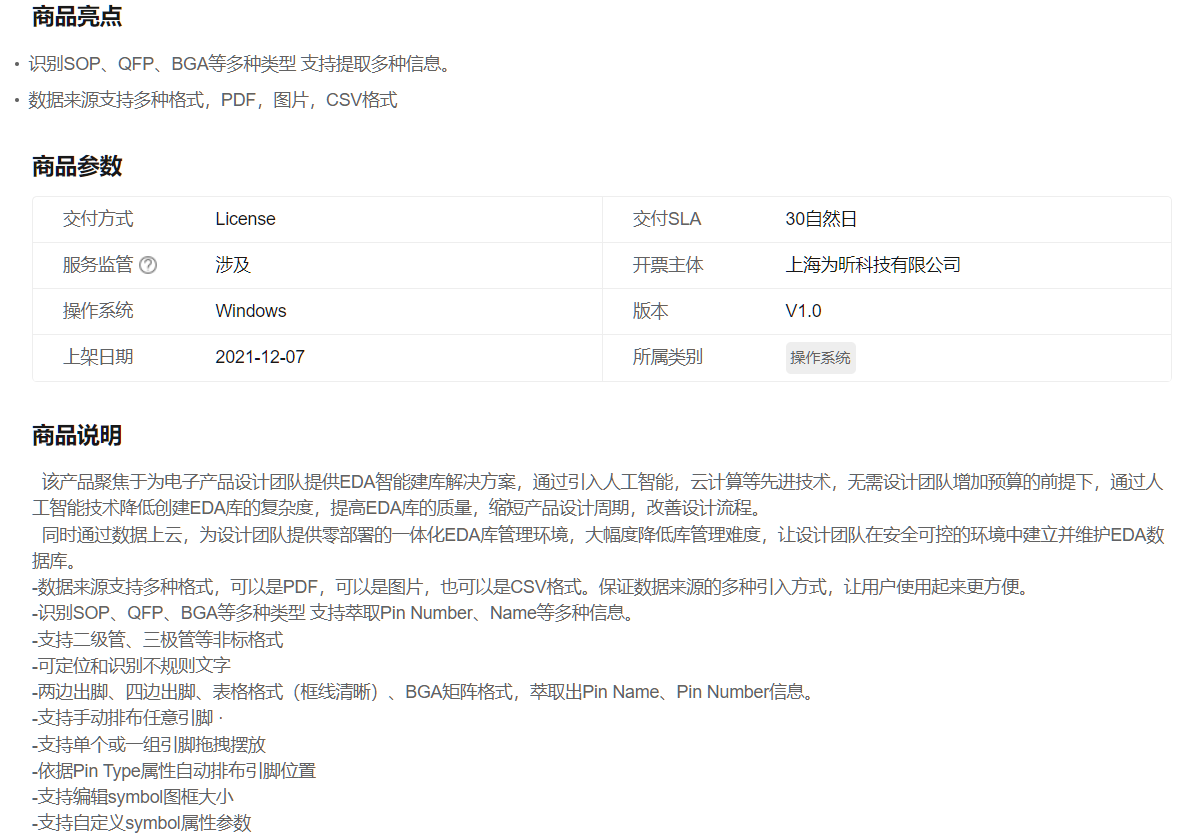 商品亮点
• 识别SOP、QFP、BGA等多种类型 支持提取多种信息。
• 数据来源支持多种格式，PDF，图片，CSV格式
商品参数
交付方式 License 交付SLA 30自然日
服务监管 ? 涉及 开票主体 上海为昕科技有限公司
操作系统 Windows 版本 V1.0
上架日期 2021-12-07 所属类别 操作系统
商品说明
该产品聚焦于为电子产品设计团队提供EDA智能建库解决方案，通过引入人工智能，云计算等先进技术，无需设计团队增加预算的前提下，通过人
工智能技术降低创建EDA库的复杂度，提高EDA库的质量，缩短产品设计周期，改善设计流程。
同时通过数据上云，为设计团队提供零部署的一体化EDA库管理环境，大幅度降低库管理难度，让设计团队在安全可控的环境中建立并维护EDA数
据库。
-数据来源支持多种格式，可以是PDF，可以是图片，也可以是CSV格式。保证数据来源的多种引入方式，让用户使用起来更方便。
-识别SOP、QFP、BGA等多种类型 支持萃取Pin Number、Name等多种信息。
-支持二级管、三极管等非标格式
-可定位和识别不规则文字
-两边出脚、四边出脚、表格格式（框线清晰）、BGA矩阵格式，萃取出Pin Name、Pin Number信息。
-支持手动排布任意引脚 ·
-支持单个或一组引脚拖拽摆放
-依据Pin Type属性自动排布引脚位置
-支持编辑symbol图框大小
-支持自定义symbol属性参数